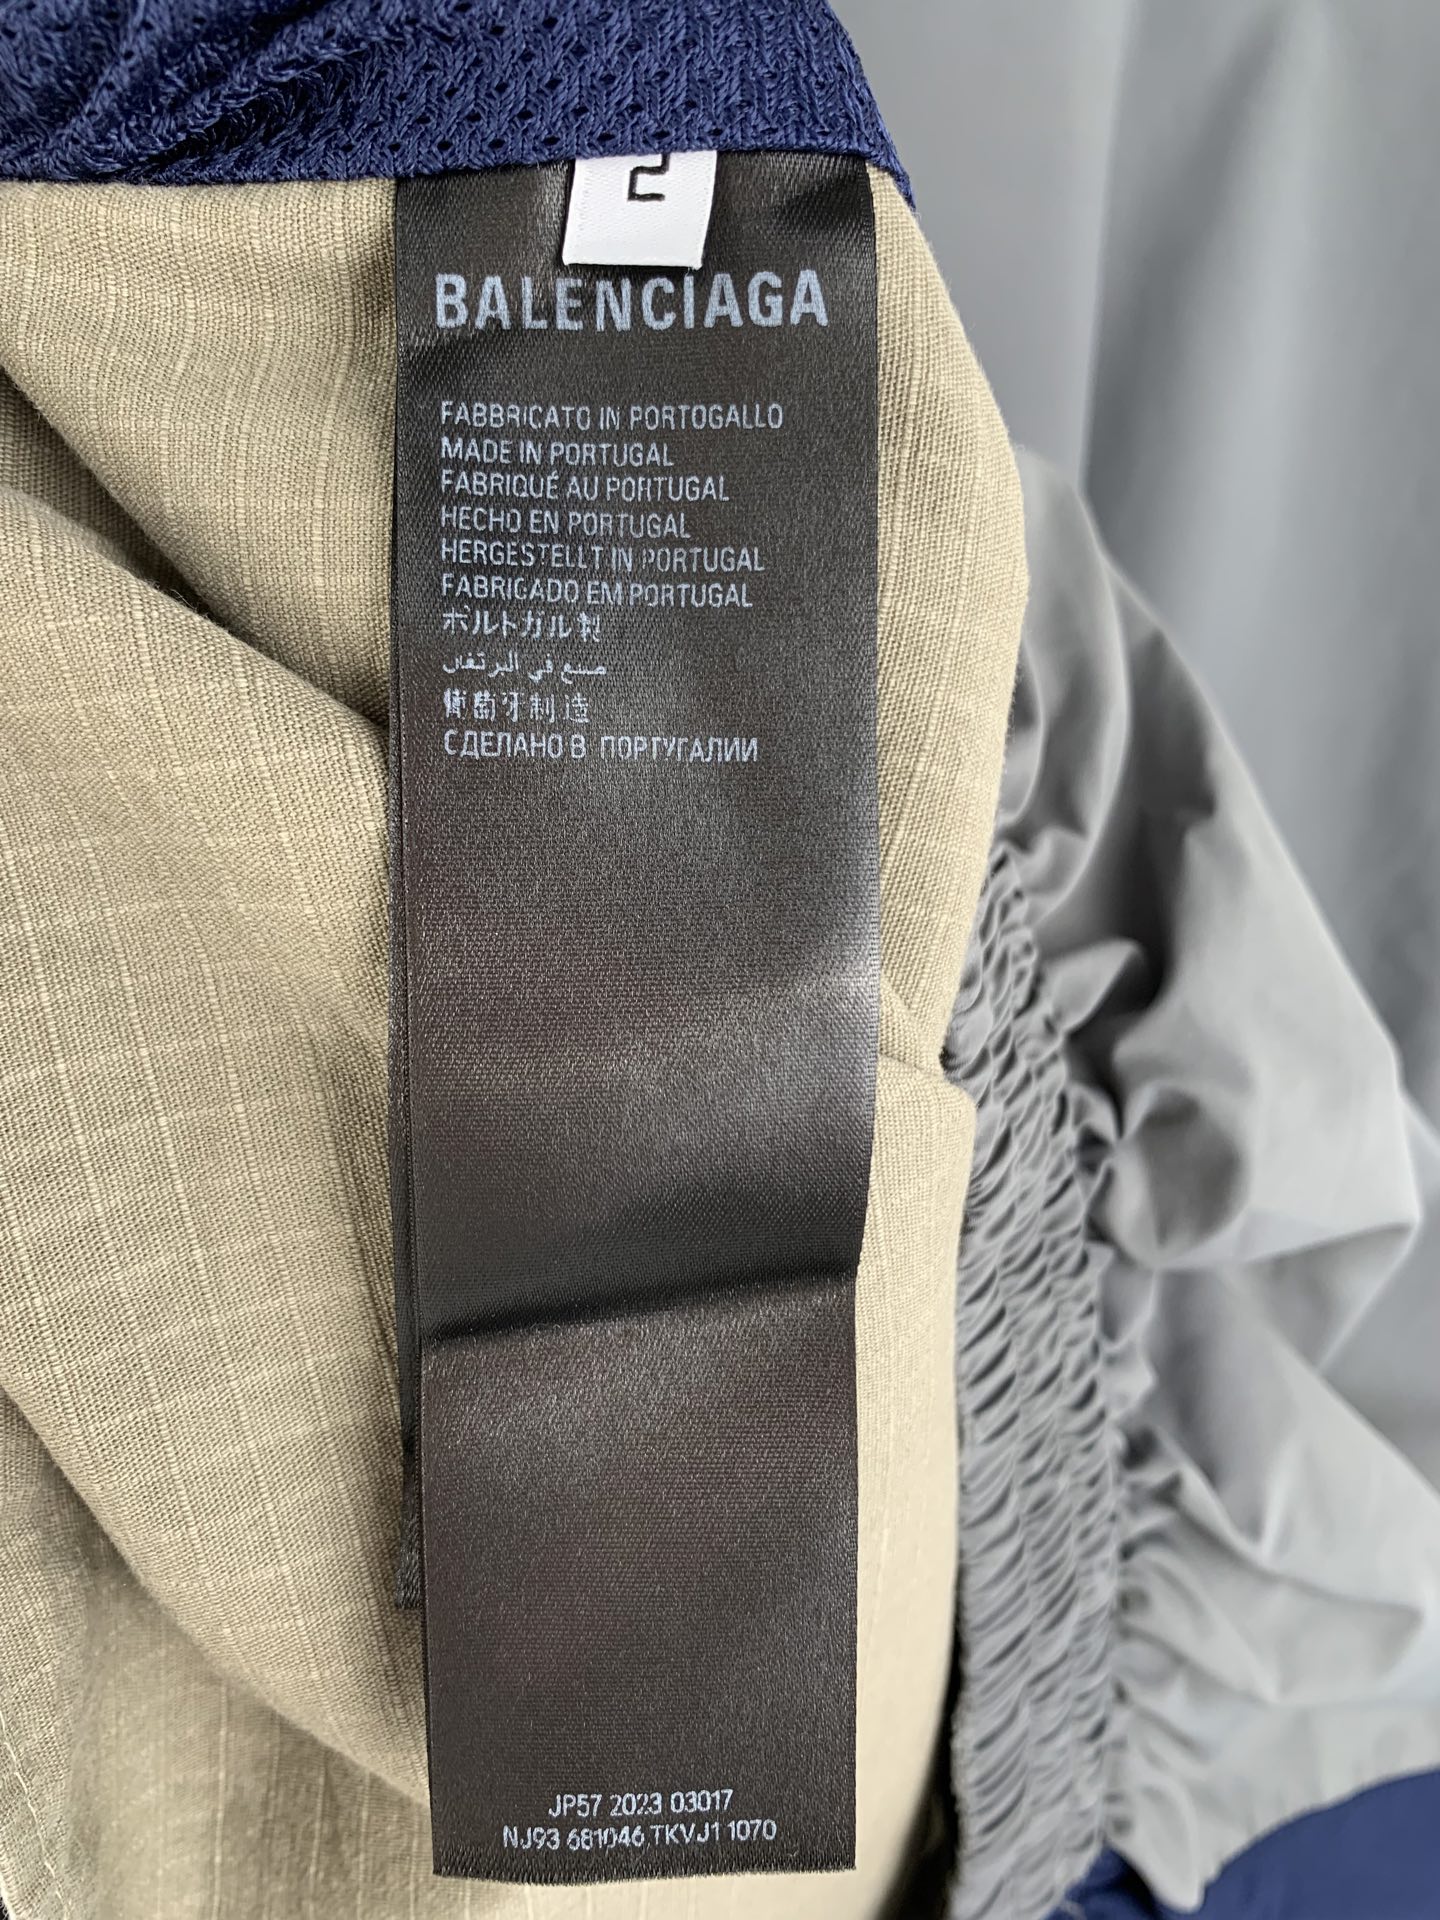 2
BALENCIAGA
FABBRICATO IN PORTOGALLO
MADE IN PORTUGAL
FABRIQUÉ AU PORTUGAL
HECHO EN PORTUGAL
HERGESTELLT IN PORTUGAL
FABRICADO EM PORTUGAL
ポルトガル製
صنع في البرتغال
葡萄牙制造
СДЕЛАНО В ПОРТУГАЛИИ
JP57 2023 03017
NJ93 681046 TKVJ1 1070